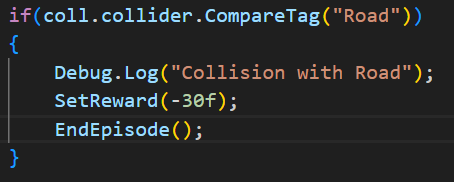 if(coll.collider.CompareTag("Road"))
{
Debug.Log("Collision with Road");
SetReward(-30f);
EndEpisode();
}